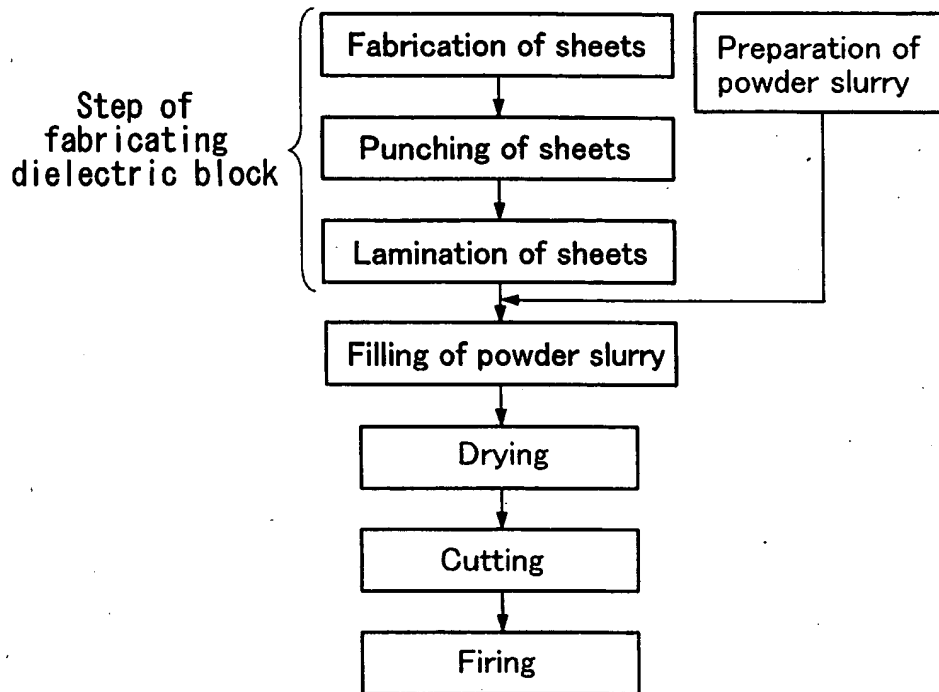 Fabrication of sheets
Preparation of
powder slurry
Step of
fabricating
dielectric block
Punching of sheets
Lamination of sheets
Filling of powder slurry
Drying
Cutting
Firing